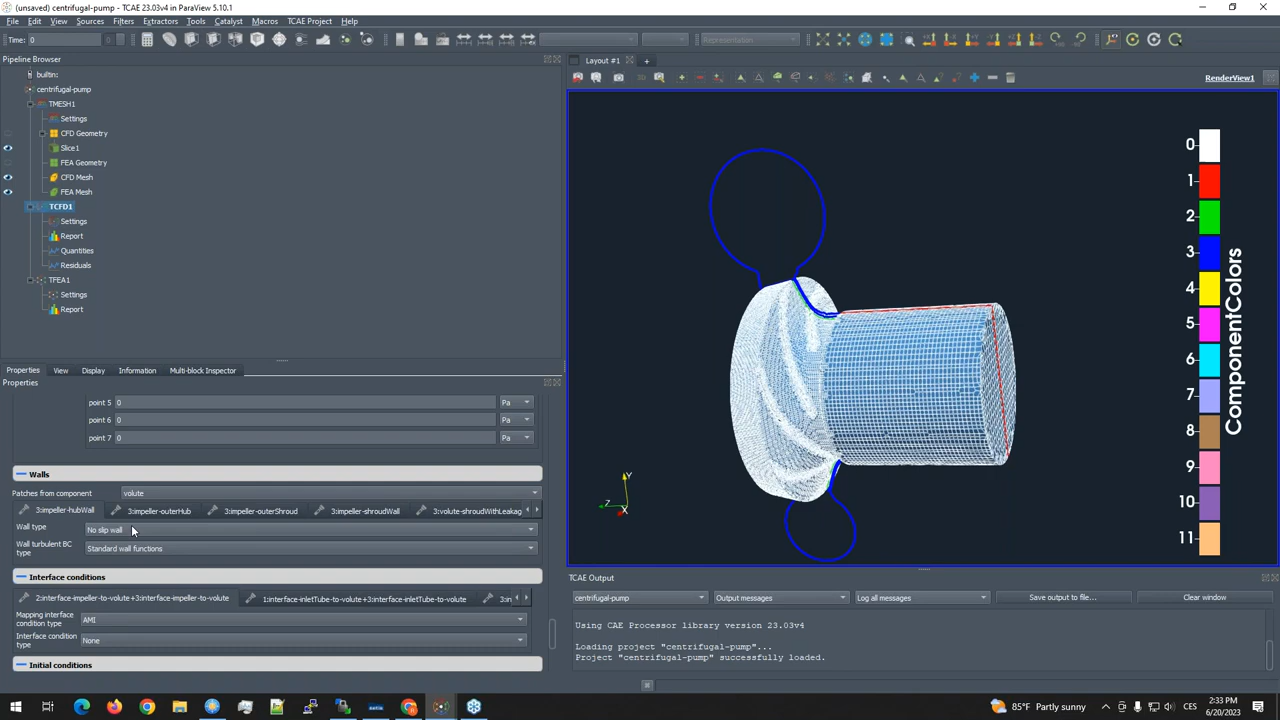 (unsaved) centrifugal-pump - TCAE 23.03v4 in ParaView 5.10.1
File Edit View Sources Filters Extractors Tools Catalyst Macros TCAE Project Help
Time: 0
Representation
Pipeline Browser
builtin:
centrifugal-pump
TMESH1
Settings
CFD Geometry
Slice1
FEA Geometry
CFD Mesh
FEA Mesh
TCFD1
Settings
Report
Quantities
Residuals
TFEA1
Settings
Report
Properties View Display Information Multi-block Inspector
Properties
point 5 0 Pa
point 6 0 Pa
point 7 0 Pa
Walls
Patches from component volute
3:impeller-hubWall 3:impeller-outerHub 3:impeller-outerShroud 3:impeller-shroudWall 3:volute-shroudWithLeakag
Wall type No slip wall
Wall turbulent BC type Standard wall functions
Interface conditions
2:interface-impeller-to-volute+3:interface-impeller-to-volute 1:interface-inletTube-to-volute+3:interface-inletTube-to-volute 3:in
Mapping interface condition type AMI
Interface condition type None
Initial conditions
Layout #1
RenderView1
0
1
2
3
4
5
6
7
8
9
10
11
ComponentColors
Y
Z
X
TCAE Output
centrifugal-pump Output messages Log all messages Save output to file... Clear window
Using CAE Processor library version 23.03v4
Loading project "centrifugal-pump"...
Project "centrifugal-pump" successfully loaded.
85°F Partly sunny CES 2:33 PM
6/20/2023